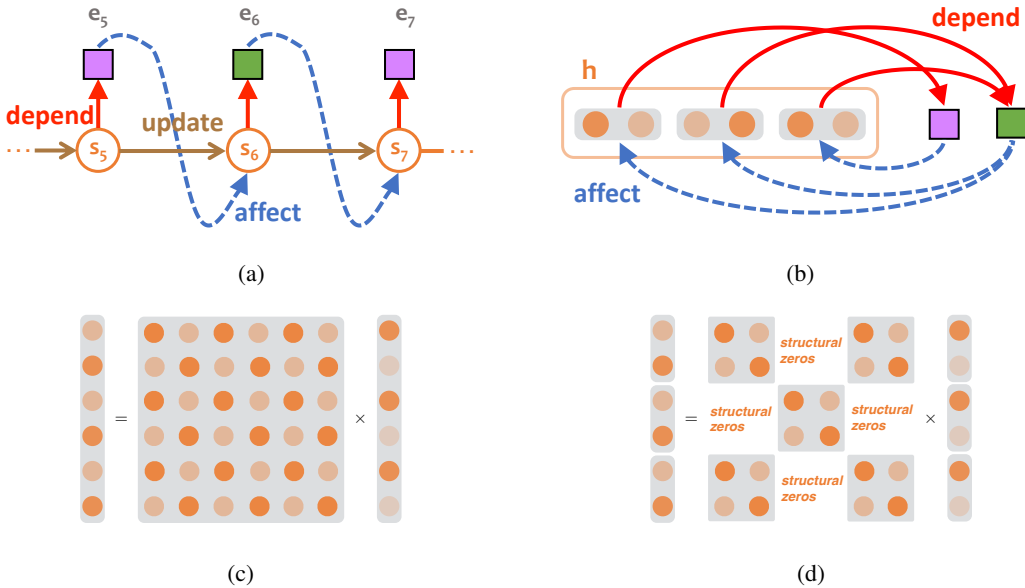 e5 e6 e7
depend update
··· s5 s6 s7 ···
affect
(a)
depend
h
affect
(b)
= ×
(c)
structural
zeros
structural
zeros
= structural
zeros
×
structural
zeros
(d)